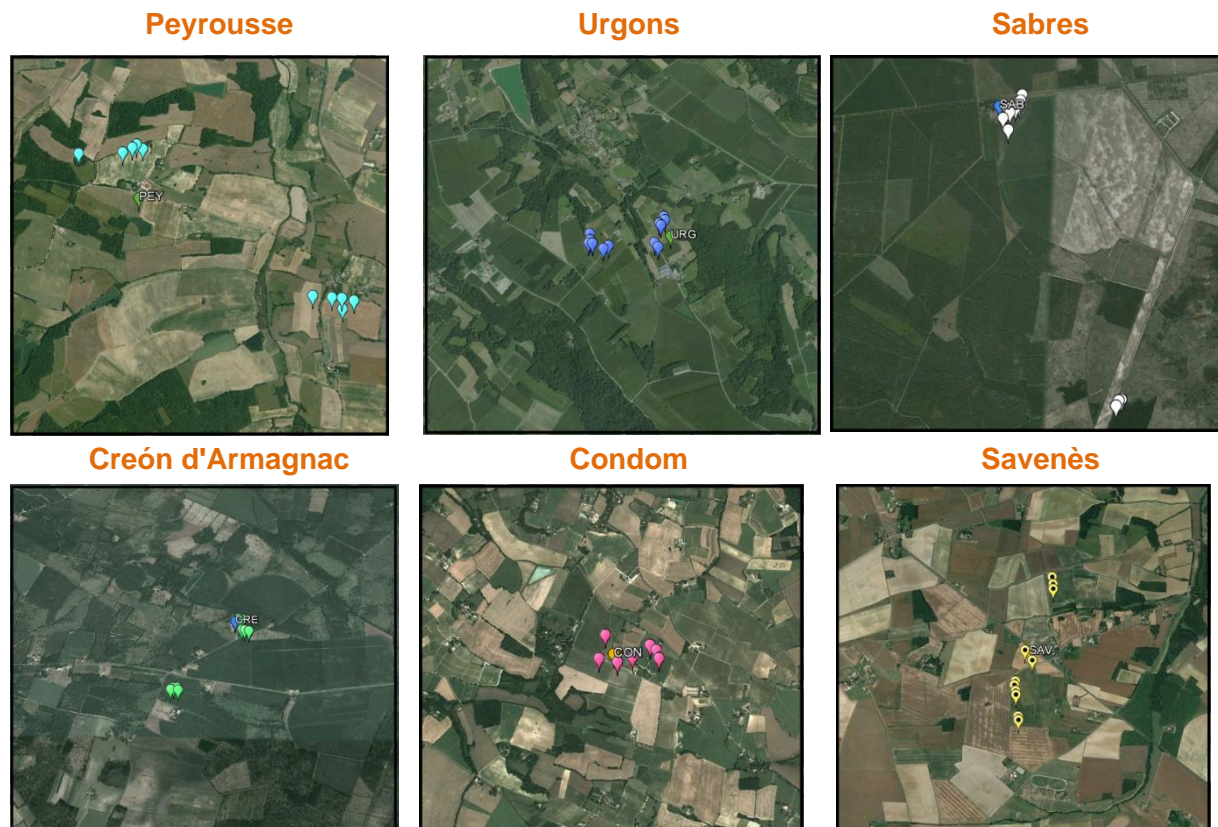 Peyrousse
Urgons
Sabres
PEY
URG
SAB
Creón d'Armagnac
Condom
Savenès
CRE
CON
SAV